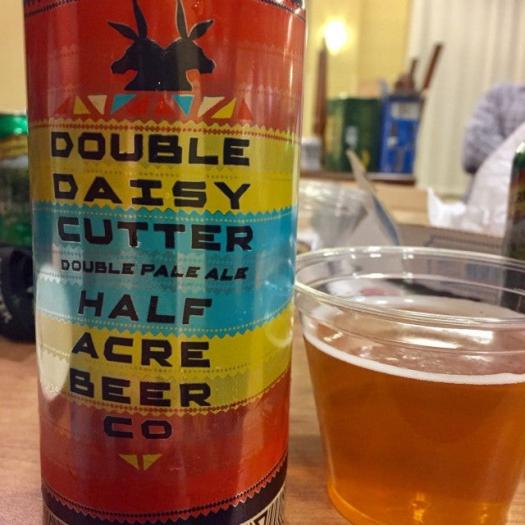 DOUBLE
DAISY
CUTTER
DOUBLE PALE ALE
HALF
ACRE
BEER
CO